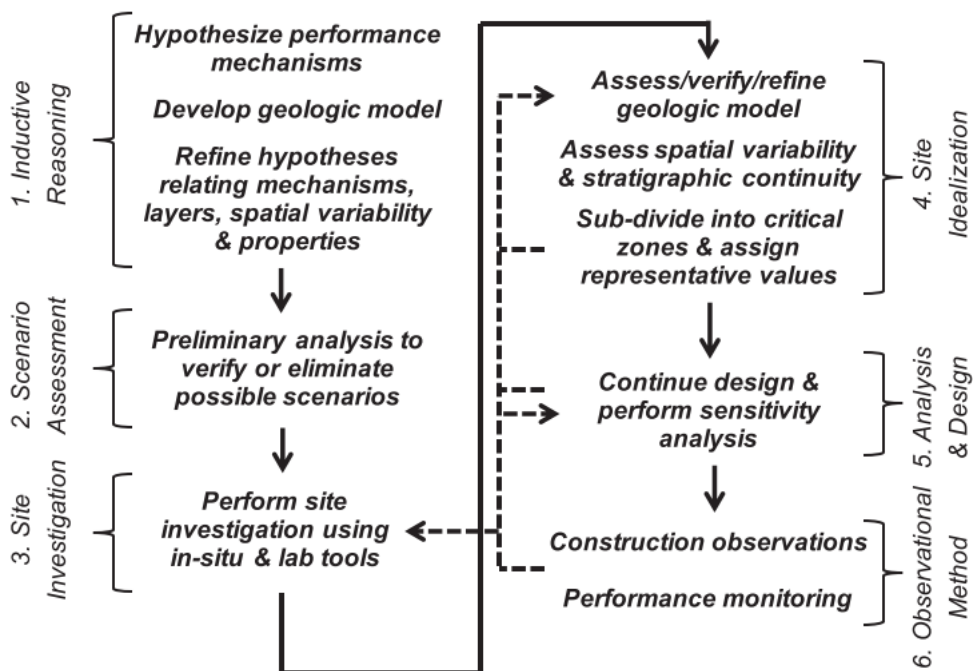 1. Inductive
Reasoning
Hypothesize performance
mechanisms
Develop geologic model
Refine hypotheses
relating mechanisms,
layers, spatial variability
& properties
2. Scenario
Assessment
Preliminary analysis to
verify or eliminate
possible scenarios
3. Site
Investigation
Perform site
investigation using
in-situ & lab tools
Assess/verify/refine
geologic model
Assess spatial variability
& stratigraphic continuity
Sub-divide into critical
zones & assign
representative values
4. Site
Idealization
Continue design &
perform sensitivity
analysis
5. Analysis
& Design
Construction observations
Performance monitoring
6. Observational
Method